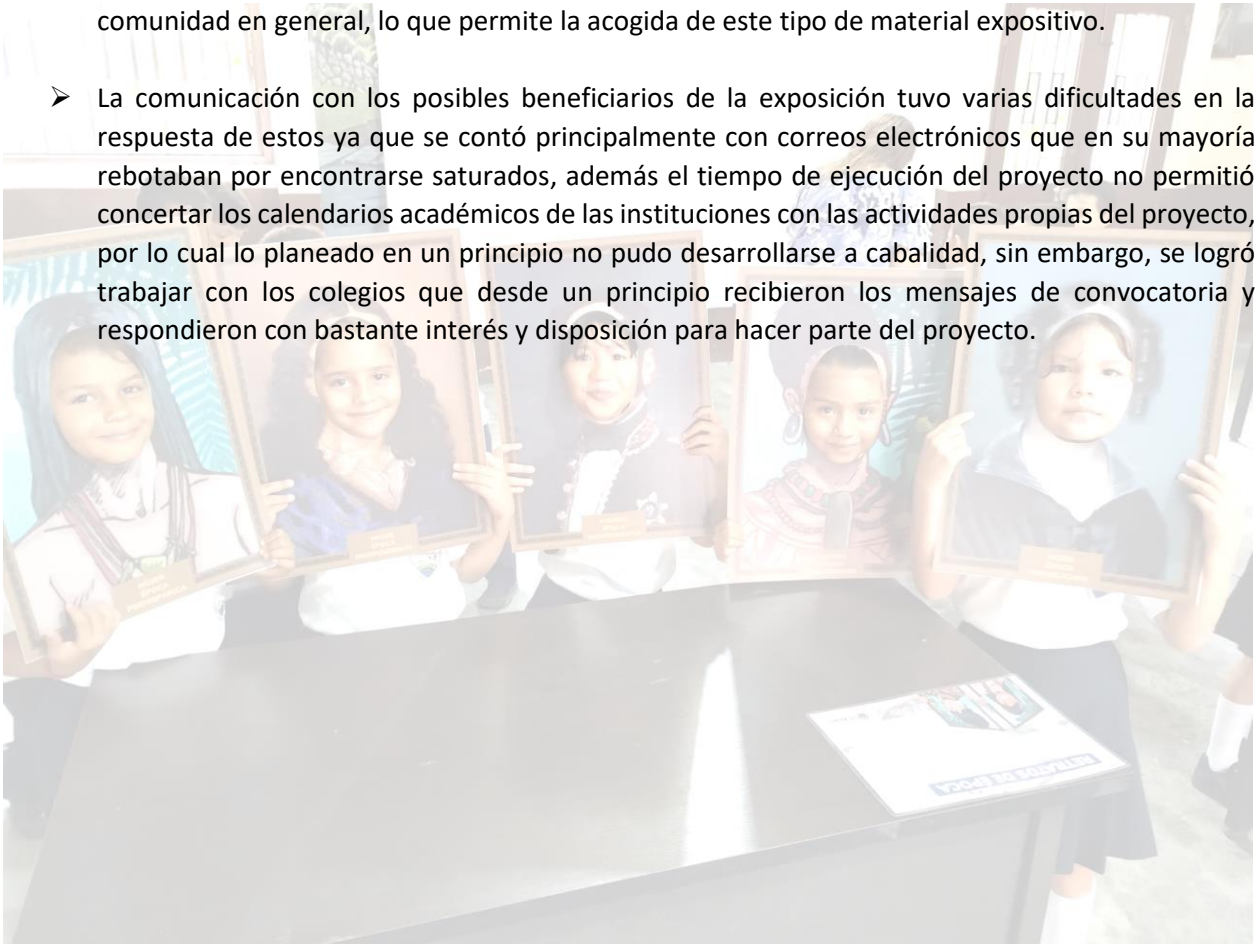 comunidad en general, lo que permite la acogida de este tipo de material expositivo.
➢ La comunicación con los posibles beneficiarios de la exposición tuvo varias dificultades en la
respuesta de estos ya que se contó principalmente con correos electrónicos que en su mayoría
rebotaban por encontrarse saturados, además el tiempo de ejecución del proyecto no permitió
concertar los calendarios académicos de las instituciones con las actividades propias del proyecto,
por lo cual lo planeado en un principio no pudo desarrollarse a cabalidad, sin embargo, se logró
trabajar con los colegios que desde un principio recibieron los mensajes de convocatoria y
respondieron con bastante interés y disposición para hacer parte del proyecto.
RETRATOS DE ÉPOCA